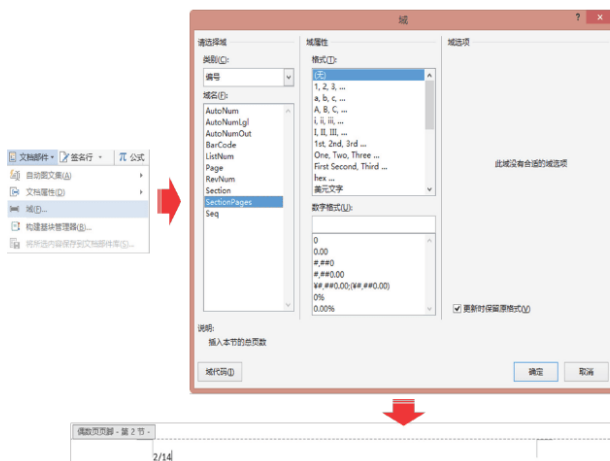 域
? ×
请选择域
类别(C):
编号
域名(F):
AutoNum
AutoNumLgl
AutoNumOut
BarCode
ListNum
Page
RevNum
Section
SectionPages
Seq
域属性
格式(T):
(无)
1, 2, 3, ...
a, b, c, ...
A, B, C, ...
i, ii, iii, ...
I, II, III, ...
1st, 2nd, 3rd ...
One, Two, Three ...
First Second, Third ...
hex ...
美元文字
数字格式(U):
0
0.00
#,##0
#,##0.00
¥#,##0.00;(¥#,##0.00)
0%
0.00%
域选项
此域没有合适的域选项
更新时保留原格式(V)
说明:
插入本节的总页数
域代码(I)
确定
取消
文档部件 签名行 π 公式
自动图文集(A)
文档属性(D)
域(F)...
构建基块管理器(B)...
将所选内容保存到文档部件库(S)...
偶数页页脚 - 第 2 节 -
2/14